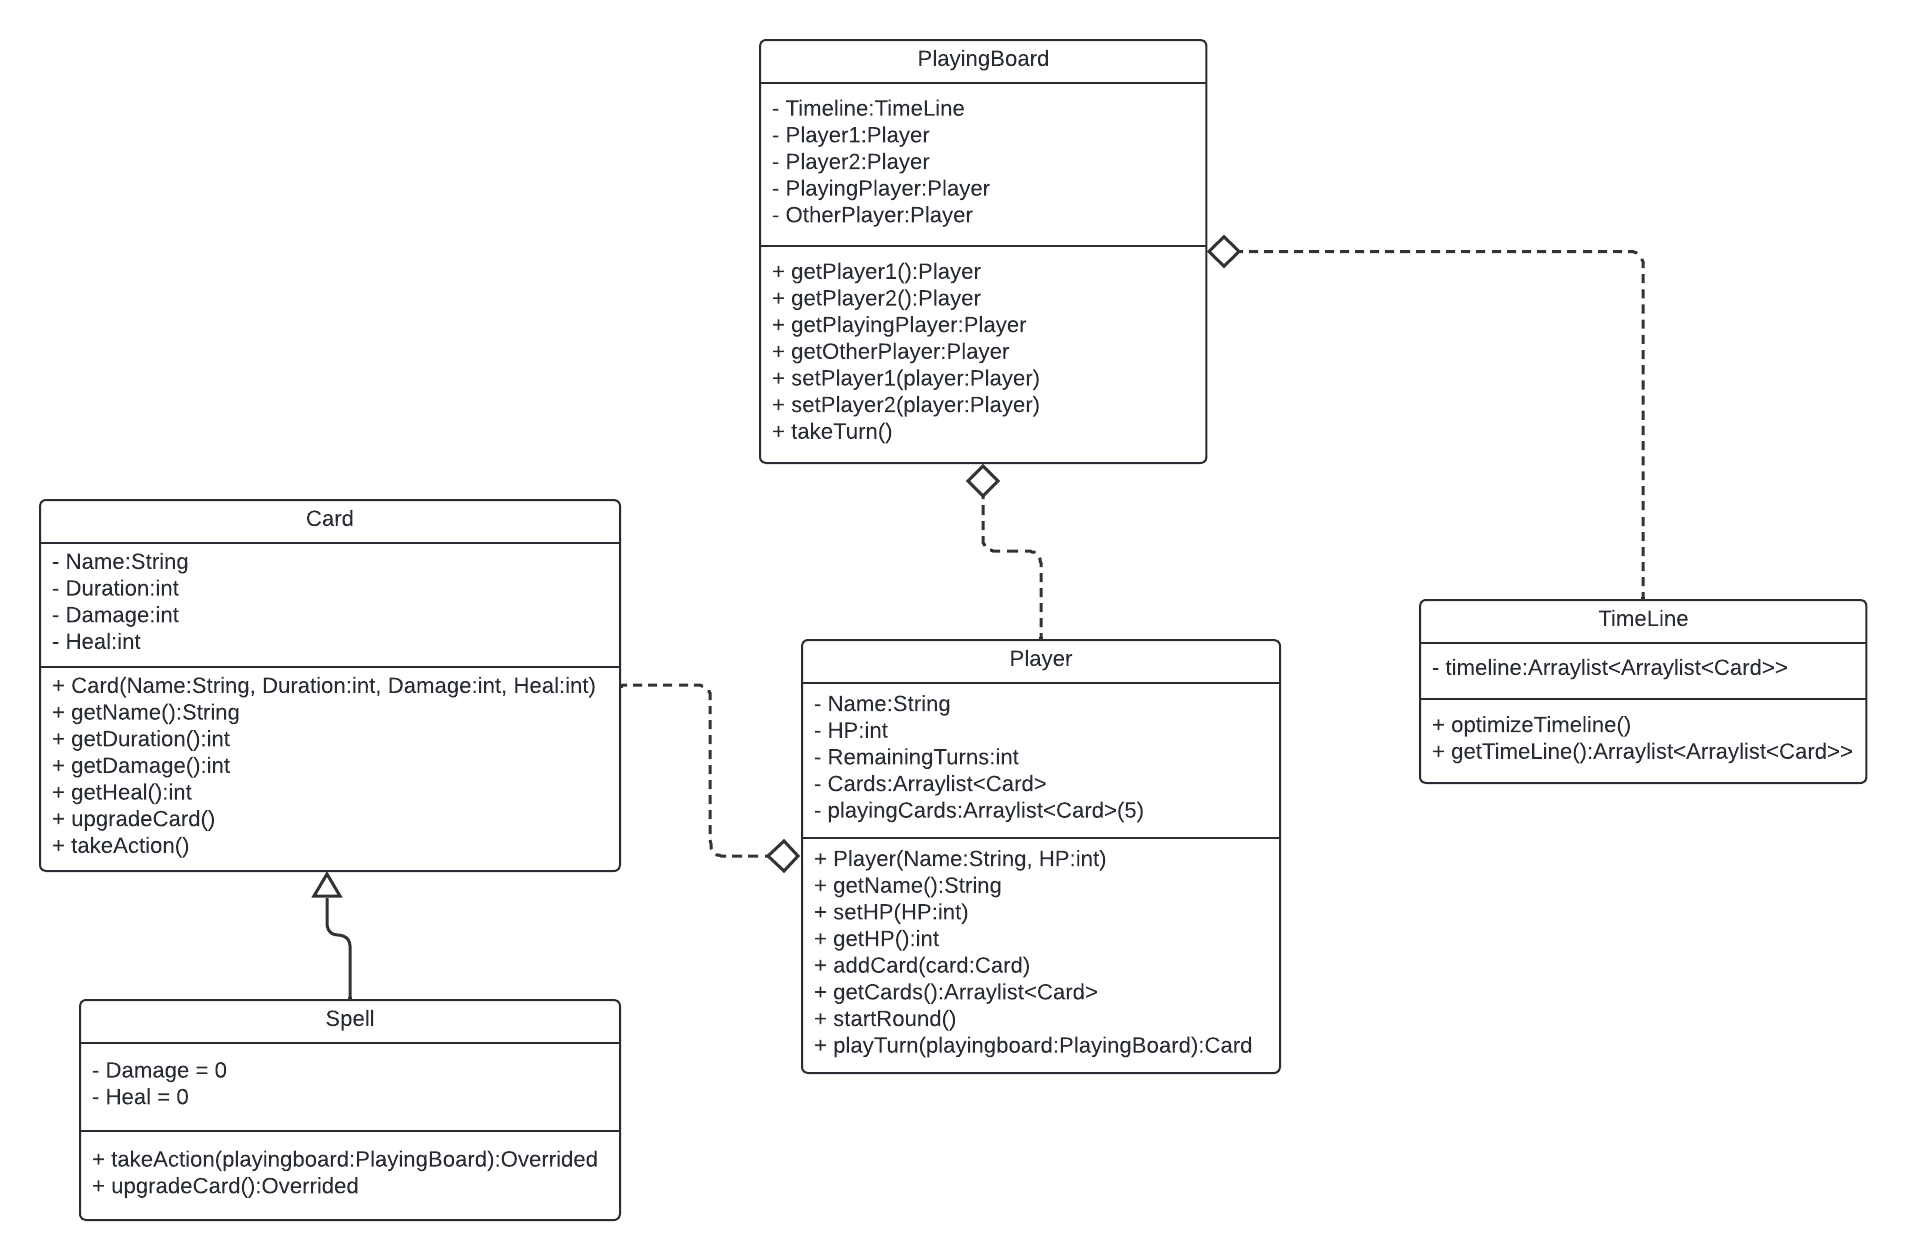 PlayingBoard
- Timeline:TimeLine
- Player1:Player
- Player2:Player
- PlayingPlayer:Player
- OtherPlayer:Player
+ getPlayer1():Player
+ getPlayer2():Player
+ getPlayingPlayer:Player
+ getOtherPlayer:Player
+ setPlayer1(player:Player)
+ setPlayer2(player:Player)
+ takeTurn()
Card
- Name:String
- Duration:int
- Damage:int
- Heal:int
+ Card(Name:String, Duration:int, Damage:int, Heal:int)
+ getName():String
+ getDuration():int
+ getDamage():int
+ getHeal():int
+ upgradeCard()
+ takeAction()
Player
- Name:String
- HP:int
- RemainingTurns:int
- Cards:Arraylist<Card>
- playingCards:Arraylist<Card>(5)
+ Player(Name:String, HP:int)
+ getName():String
+ setHP(HP:int)
+ getHP():int
+ addCard(card:Card)
+ getCards():Arraylist<Card>
+ startRound()
+ playTurn(playingboard:PlayingBoard):Card
TimeLine
- timeline:Arraylist<Arraylist<Card>>
+ optimizeTimeline()
+ getTimeLine():Arraylist<Arraylist<Card>>
Spell
- Damage = 0
- Heal = 0
+ takeAction(playingboard:PlayingBoard):Overrided
+ upgradeCard():Overrided